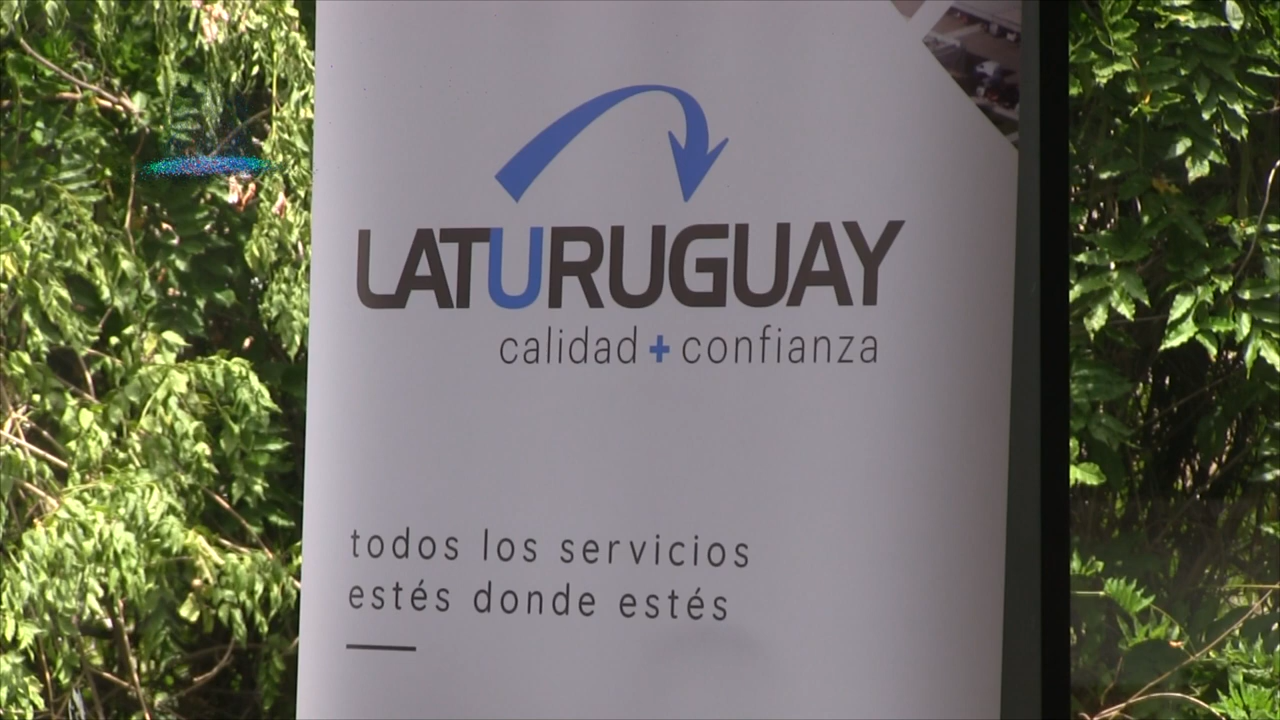 LATURUGUAY
calidad + confianza
todos los servicios
estés donde estés